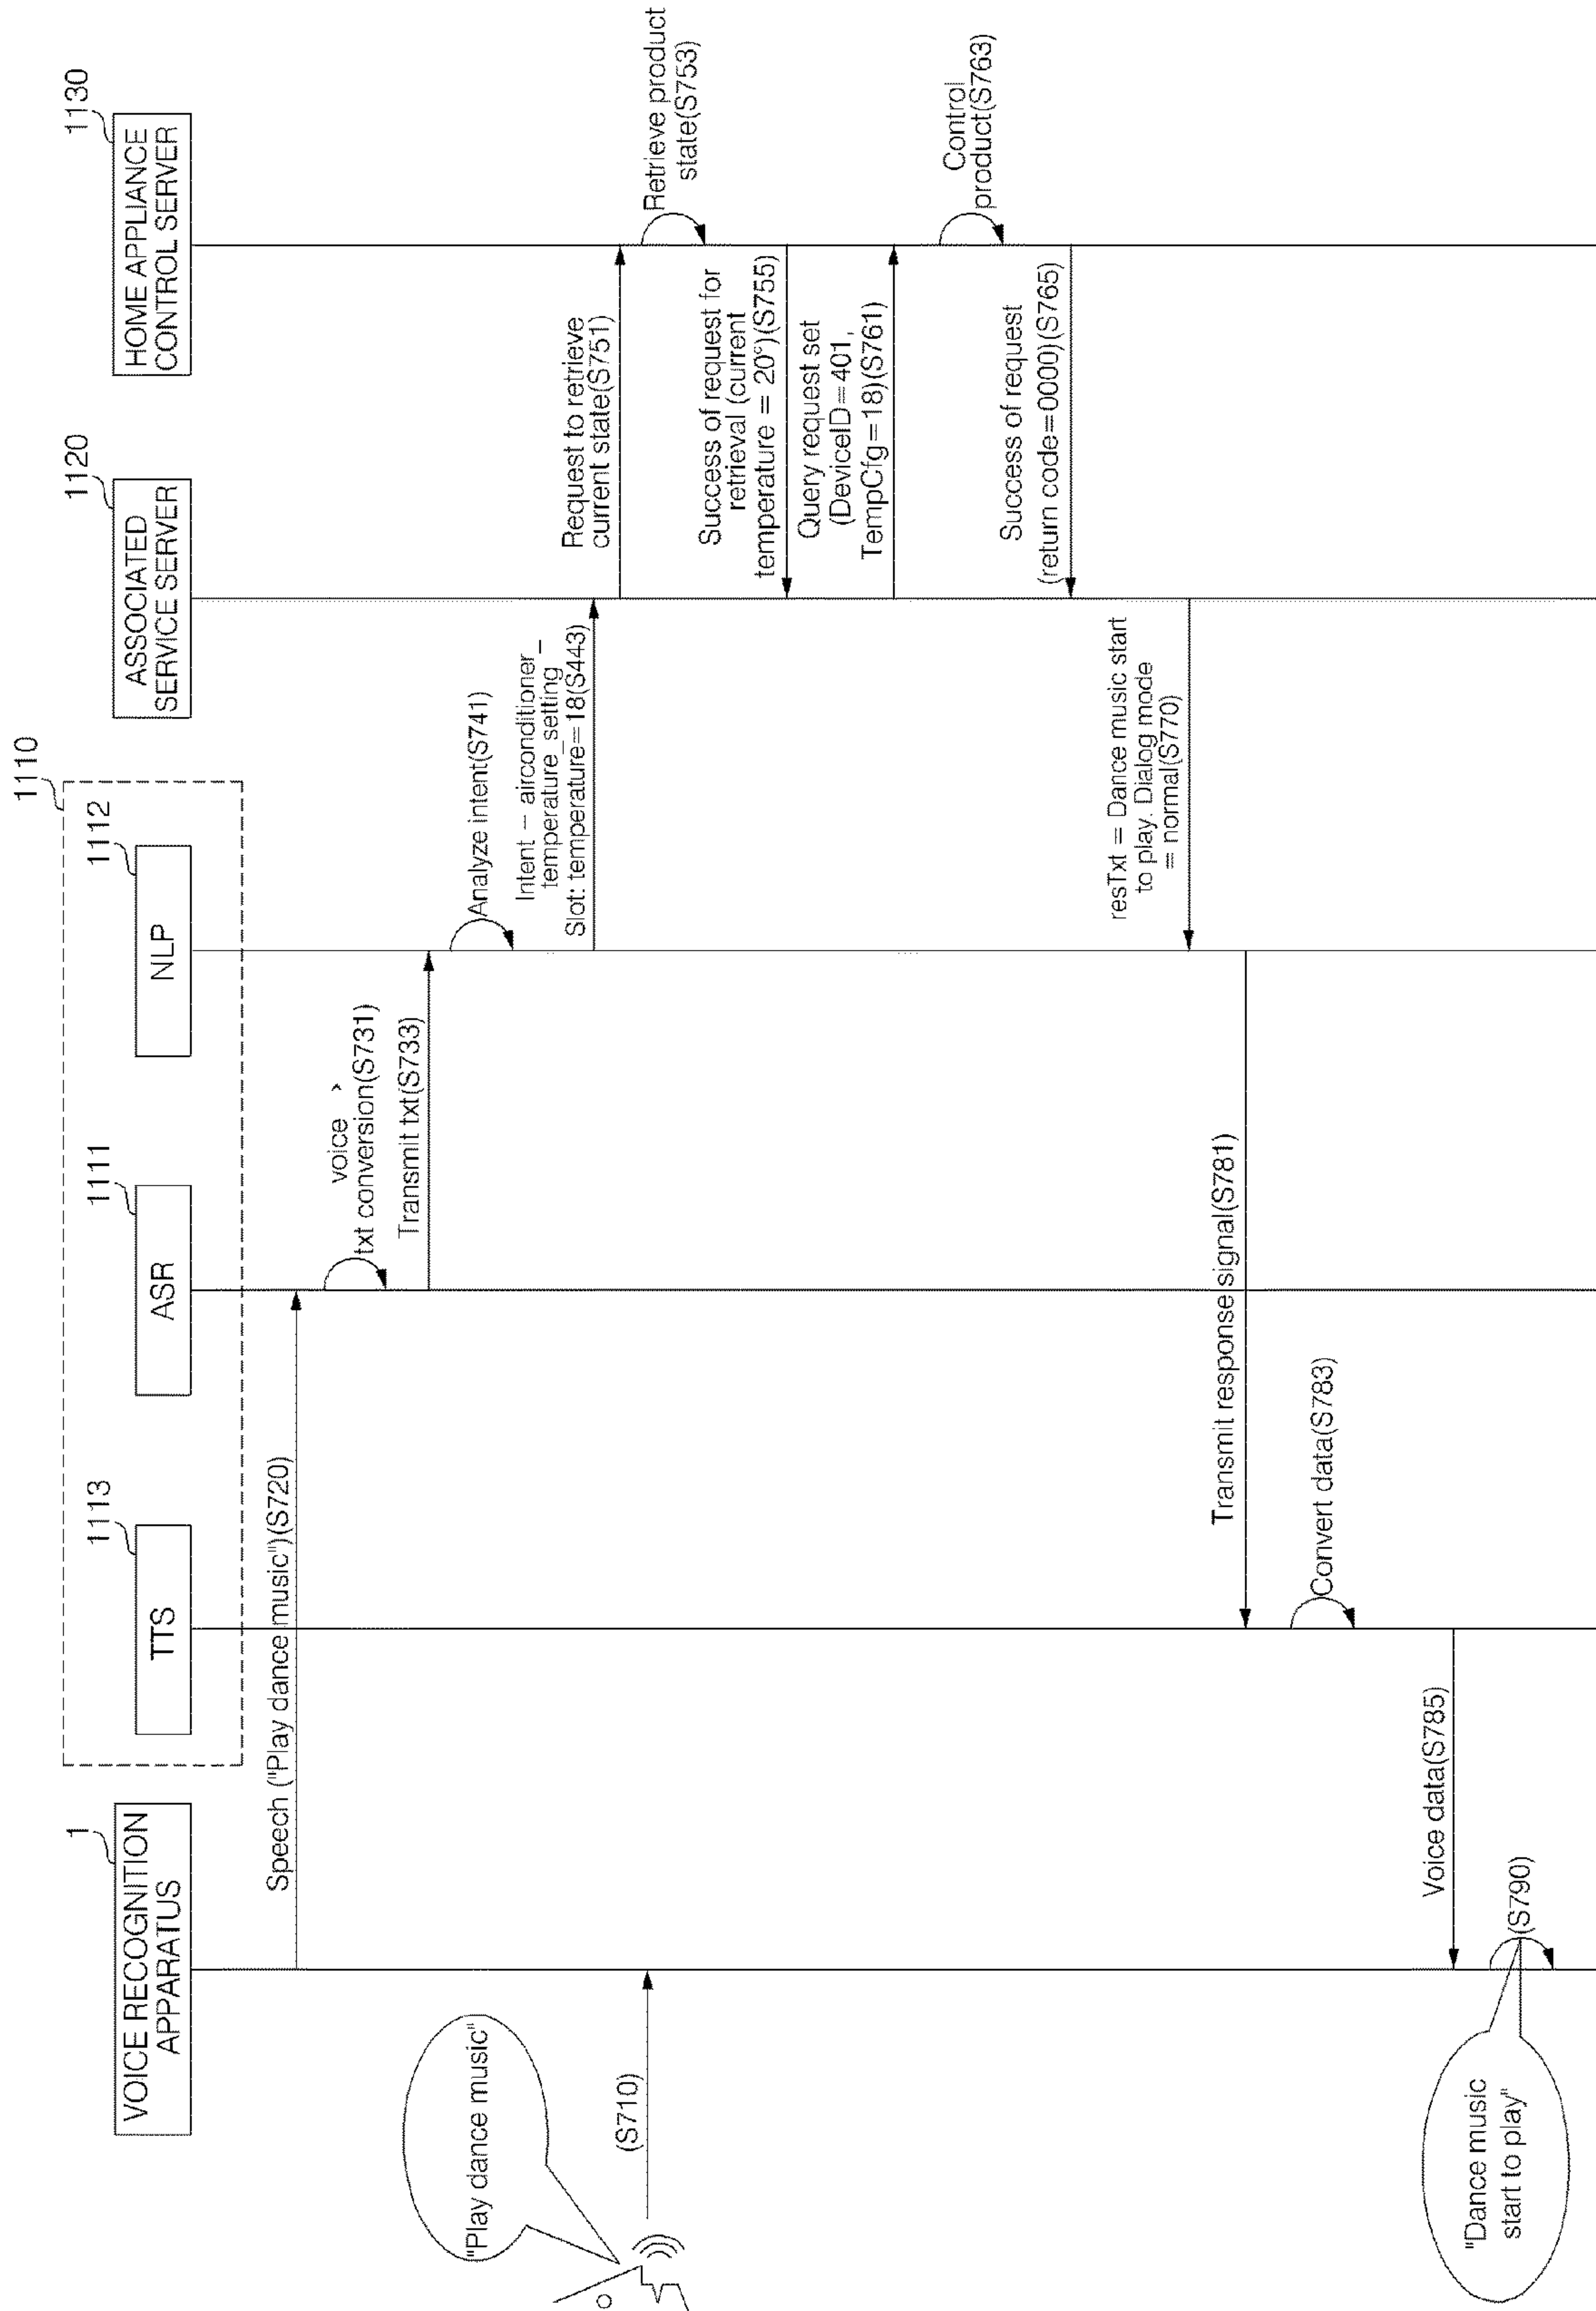 1110
1
1113
1111
1112
1120
1130
VOICE RECOGNITION
APPARATUS
TTS
ASR
NLP
ASSOCIATED
SERVICE SERVER
HOME APPLIANCE
CONTROL SERVER
Speech ("Play dance music")(S720)
voice >
txt conversion(S731)
Transmit txt(S733)
Analyze intent(S741)
Intent – airconditioner_
temperature_setting
Slot: temperature=18(S443)
Request to retrieve
current state(S751)
"Play dance music"
(S710)
Retrieve product
state(S753)
Success of request for
retrieval (current
temperature = 20°)(S755)
Query request set
(DeviceID=401,
TempCfg=18)(S761)
Control
product(S763)
Success of request
(return code=0000)(S765)
resTxt = Dance music start
to play. Dialog mode
= normal(S770)
Transmit response signal(S781)
Convert data(S783)
Voice data(S785)
(S790)
"Dance music
start to play"